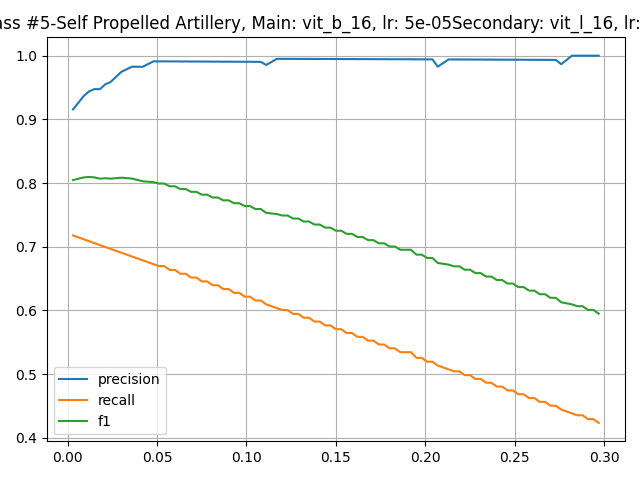 ass #5-Self Propelled Artillery, Main: vit_b_16, lr: 5e-05Secondary: vit_l_16, lr:
1.0
0.9
0.8
0.7
0.6
0.5
0.4
precision
recall
f1
0.00 0.05 0.10 0.15 0.20 0.25 0.30